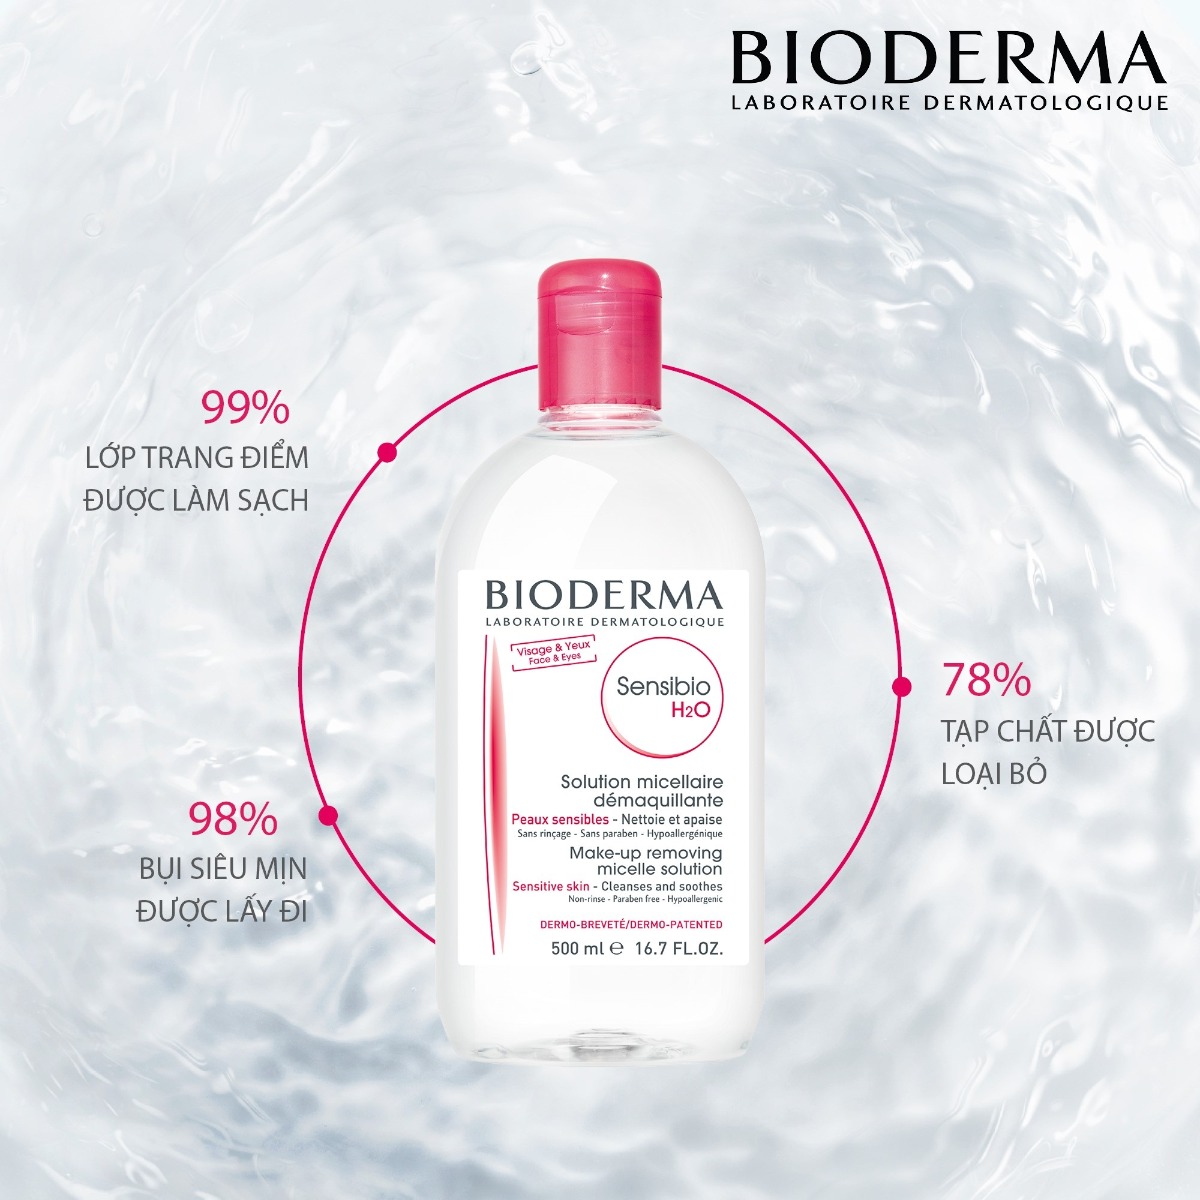 BIODERMA
LABORATOIRE DERMATOLOGIQUE
99%
LỚP TRANG ĐIỂM
ĐƯỢC LÀM SẠCH
98%
BỤI SIÊU MỊN
ĐƯỢC LẤY ĐI
78%
TẠP CHẤT ĐƯỢC
LOẠI BỎ
BIODERMA
LABORATOIRE DERMATOLOGIQUE
Visage & Yeux
Face & Eyes
Sensibio
H2O
Solution micellaire
démaquillante
Peaux sensibles - Nettoie et apaise
Sans rinçage - Sans paraben - Hypoallergénique
Make-up removing
micelle solution
Sensitive skin - Cleanses and soothes
Non-rinse - Paraben free - Hypoallergenic
DERMO-BREVETÉ/DERMO-PATENTED
500 ml ℮ 16.7 FL.OZ.